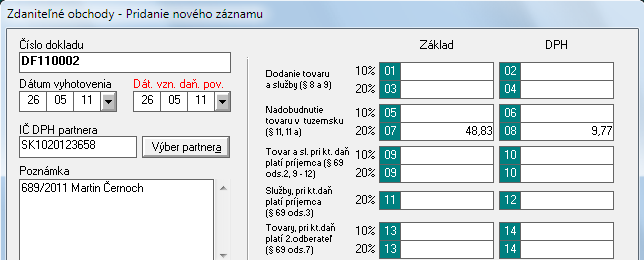 Zdaniteľné obchody - Pridanie nového záznamu
Číslo dokladu
DF110002
Dátum vyhotovenia
Dát. vzn. daň. pov.
26 05 11
26 05 11
IČ DPH partnera
SK1020123658
Výber partnera
Poznámka
689/2011 Martin Černoch
Základ
DPH
Dodanie tovaru
a služby (§ 8 a 9)
10% 01 02
20% 03 04
Nadobudnutie
tovaru v tuzemsku
(§ 11, 11 a)
10% 05 06
20% 07 48,83 08 9,77
Tovar a sl. pri kt. daň
platí príjemca (§ 69
ods.2, 9 - 12)
10% 09 10
20% 09 10
Služby, pri kt.daň
platí príjemca
(§ 69 ods.3)
20% 11 12
Tovary, pri kt.daň
platí 2.odberateľ
(§ 69 ods.7)
10% 13 14
20% 13 14